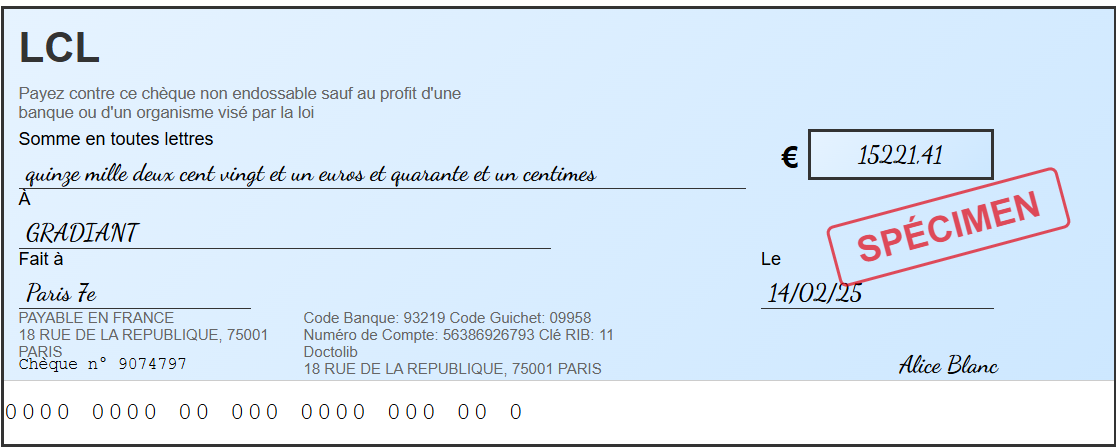 LCL
Payez contre ce chèque non endossable sauf au profit d'une
banque ou d'un organisme visé par la loi
Somme en toutes lettres
€ 15221.41
quinze mille deux cent vingt et un euros et quarante et un centimes
À
GRADIANT
SPÉCIMEN
Fait à
Le
Paris 7e
14/02/25
PAYABLE EN FRANCE
18 RUE DE LA REPUBLIQUE, 75001
PARIS
Chèque n° 9074797
Code Banque: 93219 Code Guichet: 09958
Numéro de Compte: 56386926793 Clé RIB: 11
Doctolib
18 RUE DE LA REPUBLIQUE, 75001 PARIS
Alice Blanc
0000 0000 00 000 0000 000 00 0